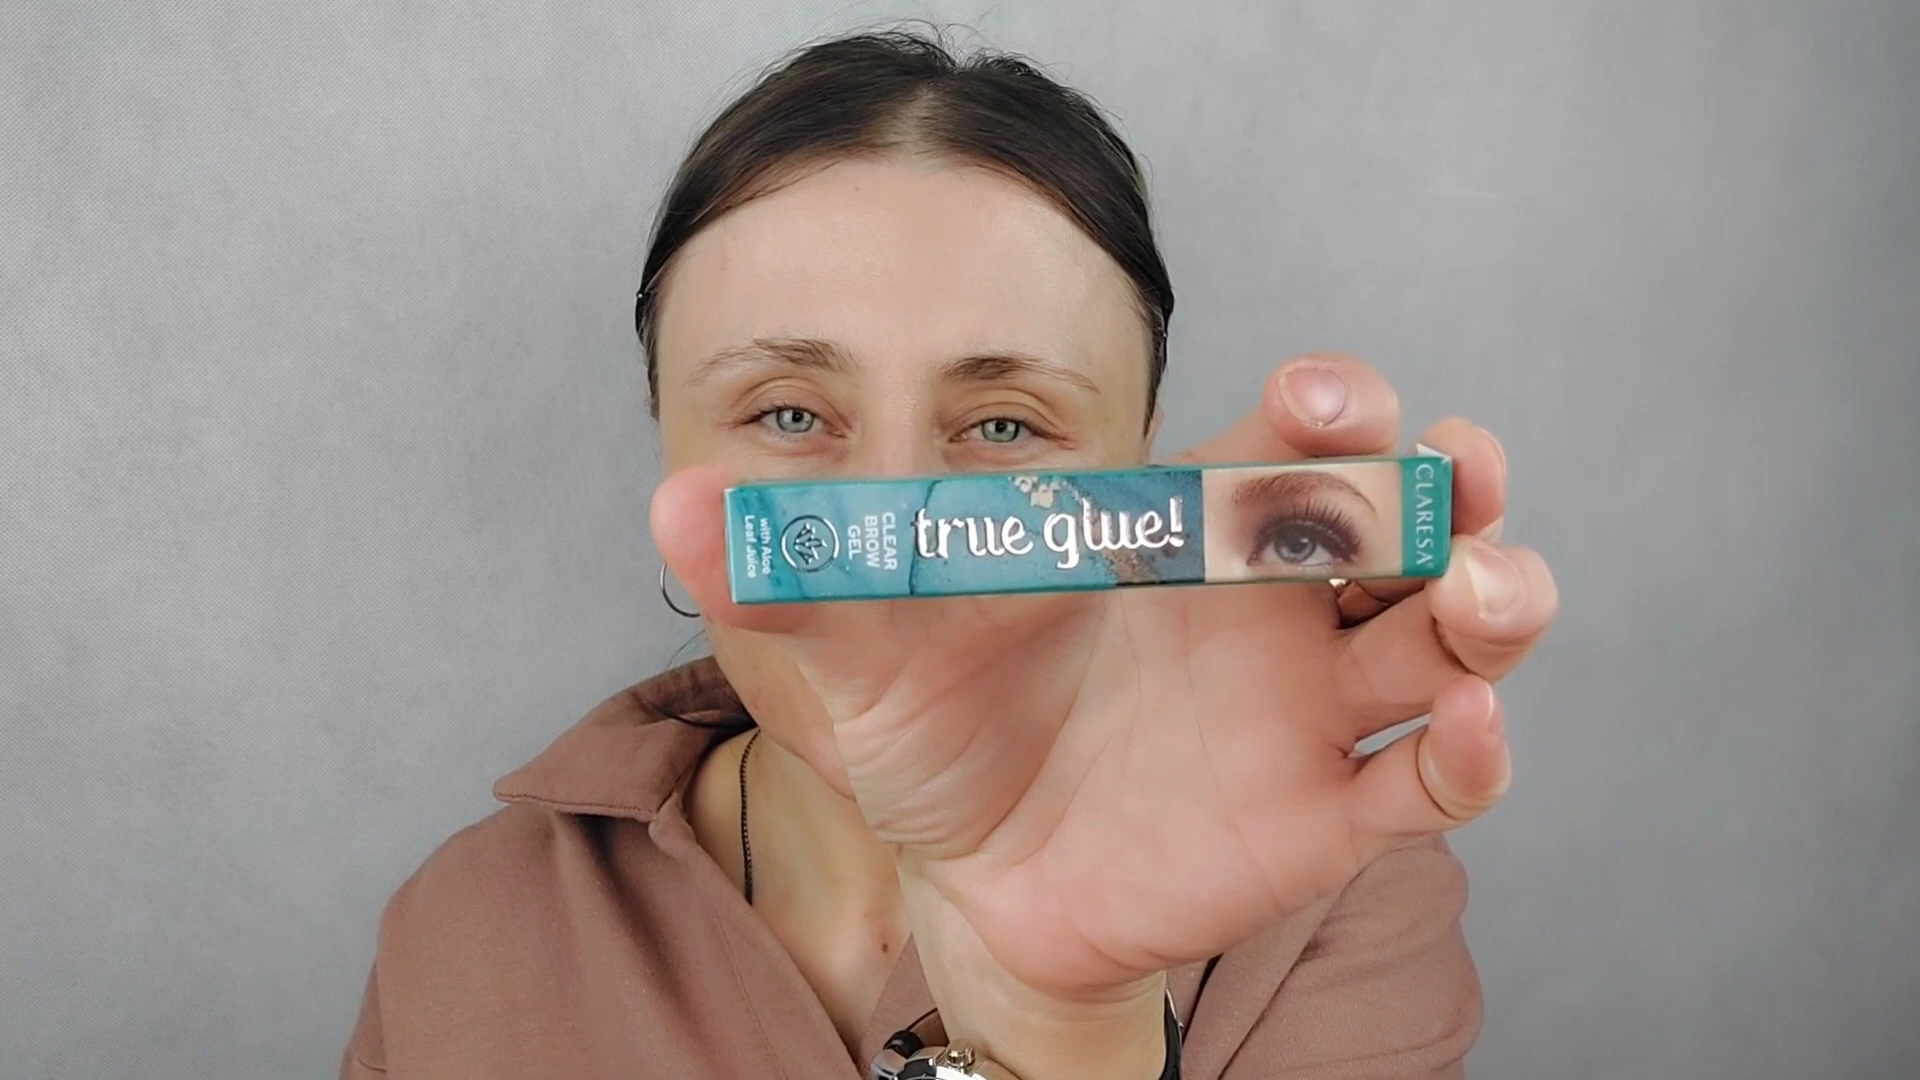 true glue!
CLEAR
BROW
GEL
with Aloe
Leaf Juice
CLARESA®